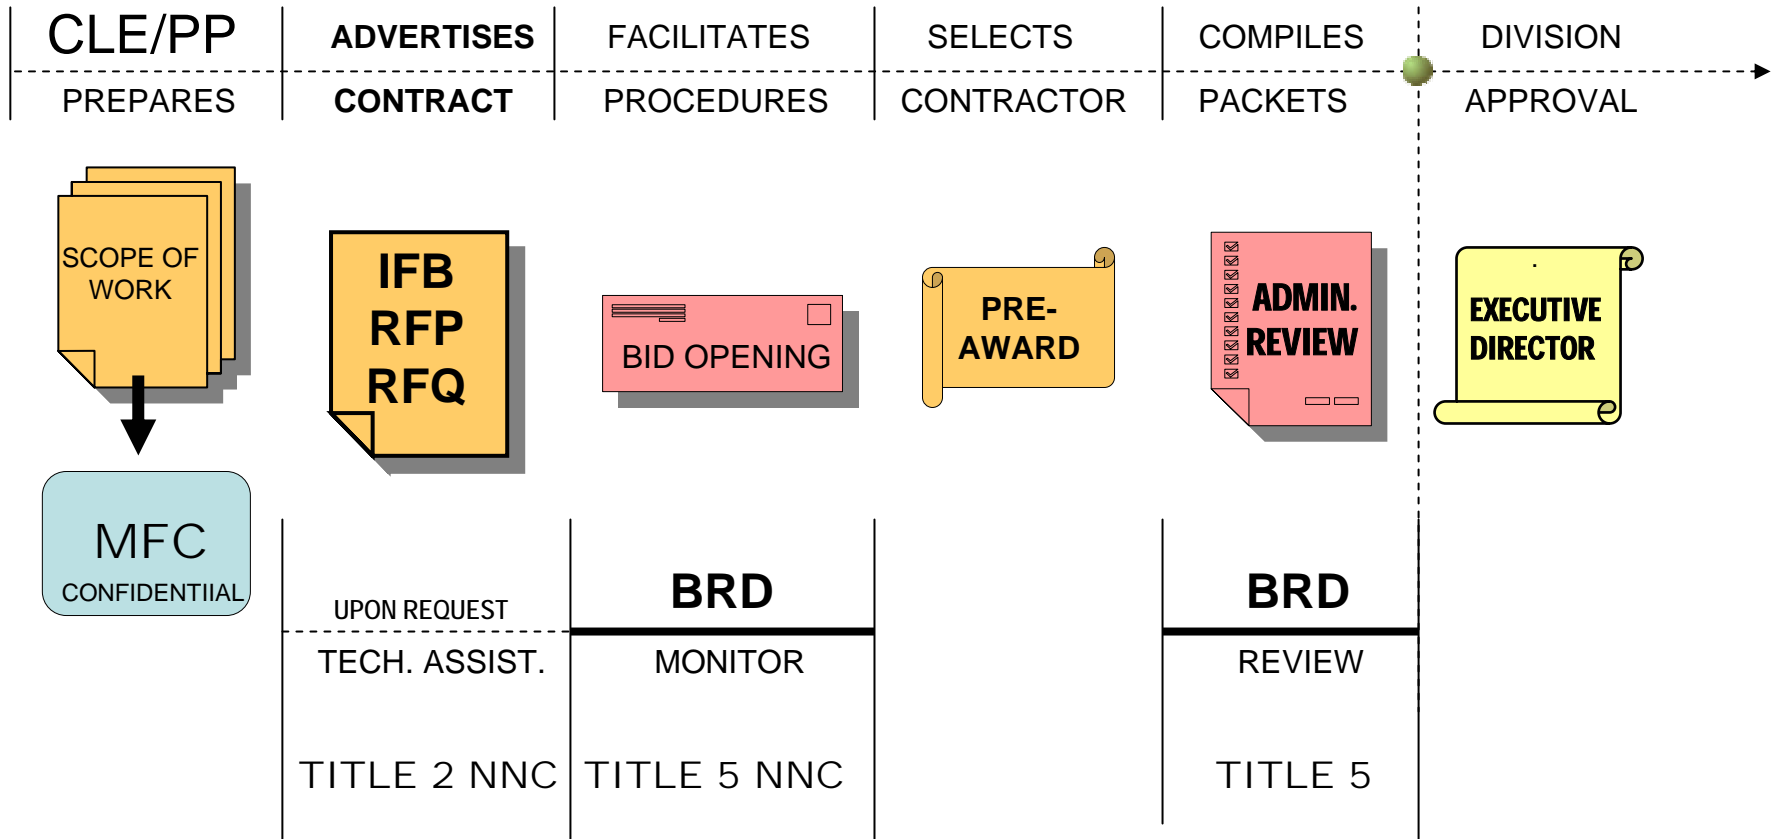 CLE/PP
PREPARES
ADVERTISES
CONTRACT
FACILITATES
PROCEDURES
SELECTS
CONTRACTOR
COMPILES
PACKETS
DIVISION
APPROVAL
SCOPE OF
WORK
IFB
RFP
RFQ
BID OPENING
PRE-
AWARD
ADMIN.
REVIEW
.
EXECUTIVE
DIRECTOR
MFC
CONFIDENTIIAL
UPON REQUEST
TECH. ASSIST.
TITLE 2 NNC
BRD
MONITOR
TITLE 5 NNC
BRD
REVIEW
TITLE 5